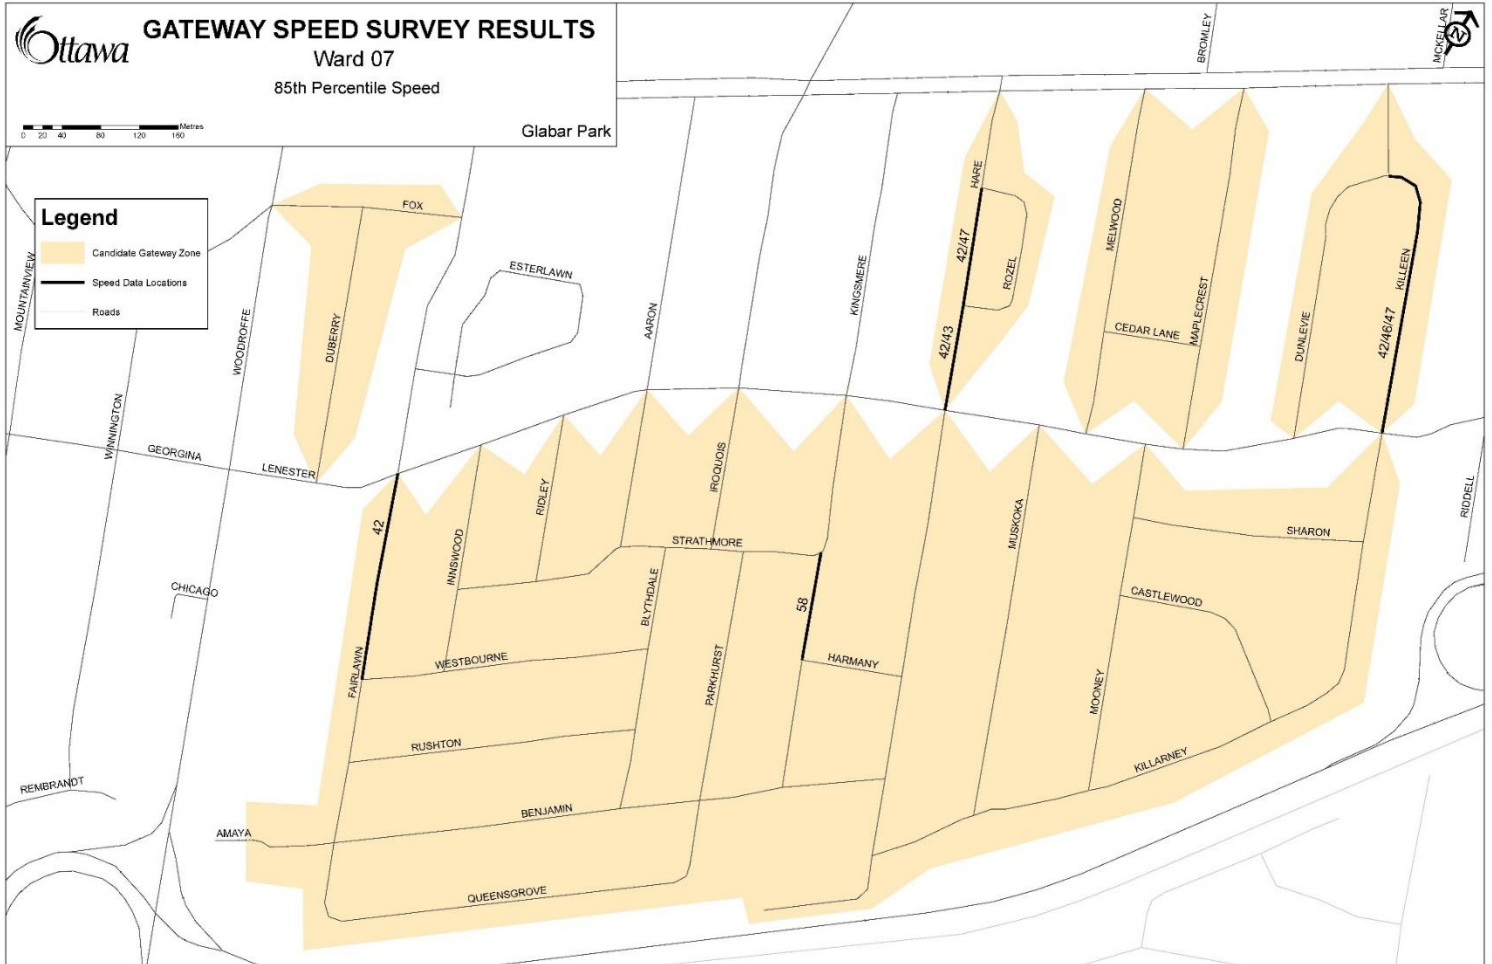 Ottawa
GATEWAY SPEED SURVEY RESULTS
Ward 07
85th Percentile Speed
Metres
0 20 40 80 120 160
Glabar Park
BROMLEY
MCKELLAR
N
Legend
Candidate Gateway Zone
Speed Data Locations
Roads
MOUNTAINVIEW
WINNINGTON
WOODROFFE
FOX
DUBERRY
ESTERLAWN
AARON
KINGSMERE
HARE
42/47
ROZEL
42/43
MELWOOD
CEDAR LANE
MAPLECREST
DUNLEVIE
KILLEEN
42/46/47
GEORGINA
LENESTER
CHICAGO
42
FAIRLAWN
INNSWOOD
RIDLEY
IROQUOIS
STRATHMORE
BLYTHDALE
WESTBOURNE
58
HARMANY
PARKHURST
MUSKOKA
MOONEY
SHARON
CASTLEWOOD
RIDDELL
KILLARNEY
RUSHTON
REMBRANDT
AMAYA
BENJAMIN
QUEENSGROVE